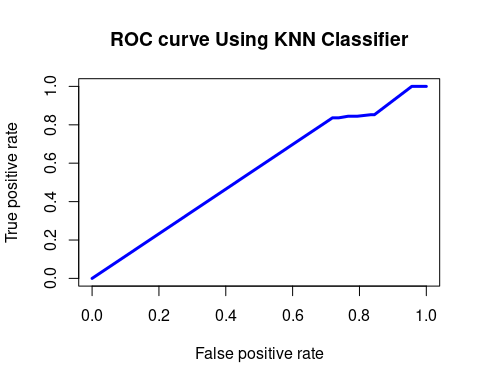 ROC curve Using KNN Classifier
True positive rate
1.0
0.8
0.6
0.4
0.2
0.0
0.0 0.2 0.4 0.6 0.8 1.0
False positive rate